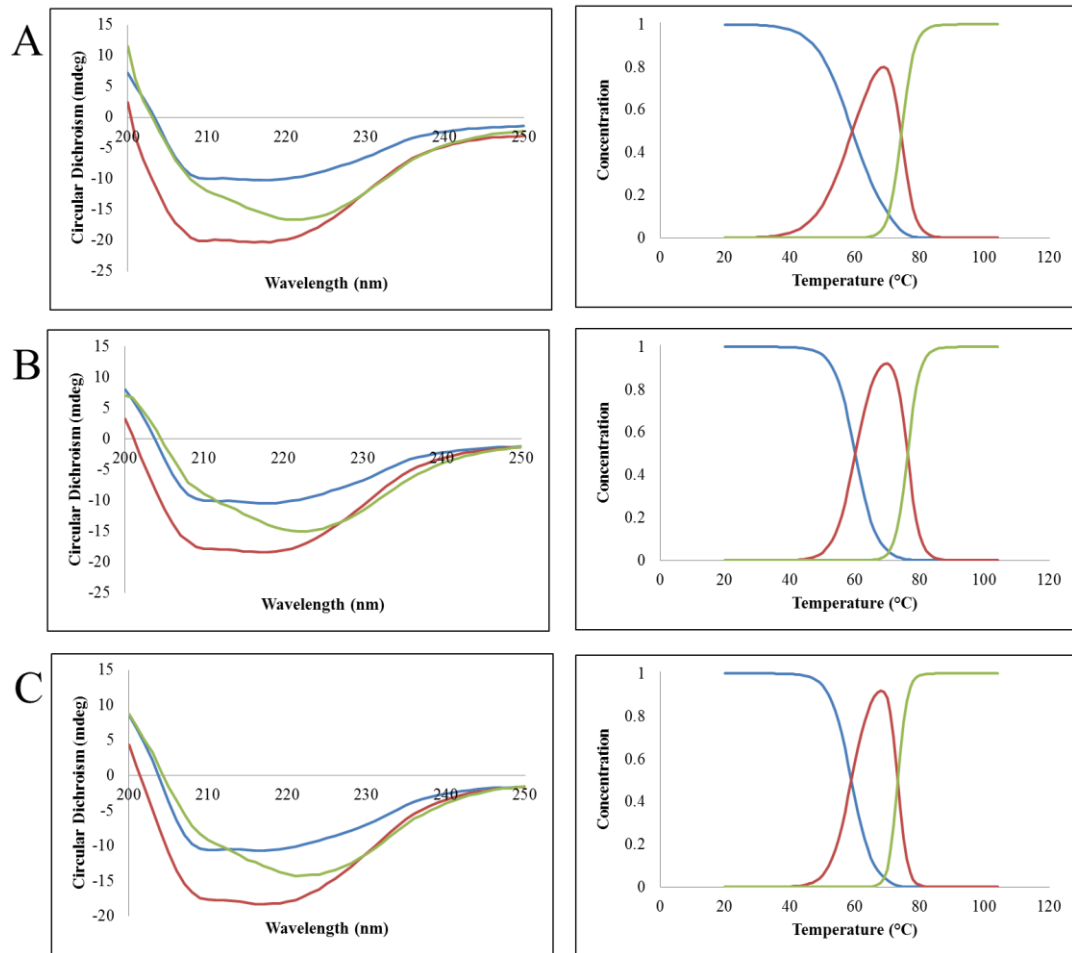 A
15
10
5
0
-5
-10
-15
-20
-25
200 210 220 230 240 250
Circular Dichroism (mdeg)
Wavelength (nm)
1
0.8
0.6
0.4
0.2
0
0 20 40 60 80 100 120
Concentration
Temperature (°C)
B
15
10
5
0
-5
-10
-15
-20
-25
200 210 220 230 240 250
Circular Dichroism (mdeg)
Wavelength (nm)
1
0.8
0.6
0.4
0.2
0
0 20 40 60 80 100 120
Concentration
Temperature (°C)
C
15
10
5
0
-5
-10
-15
-20
200 210 220 230 240 250
Circular Dichroism (mdeg)
Wavelength (nm)
1
0.8
0.6
0.4
0.2
0
0 20 40 60 80 100 120
Concentration
Temperature (°C)